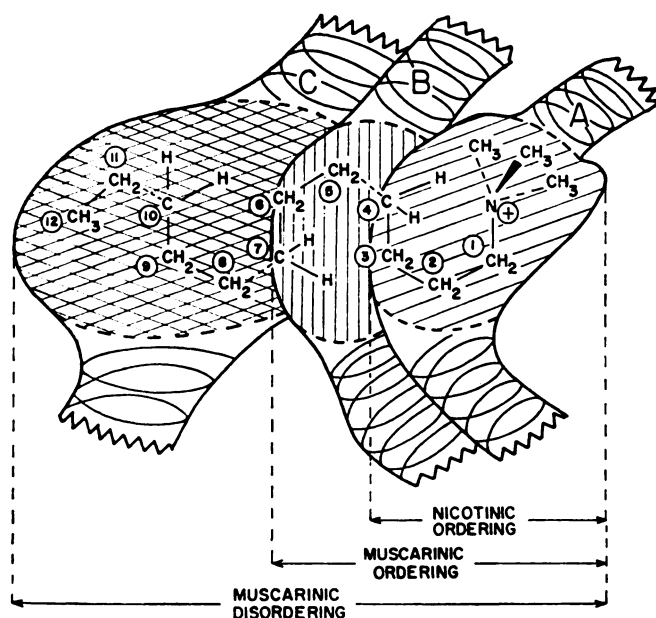 C
B
A
11
H
H
CH2
12
CH3
10
C
9
CH2
8
CH2
6
CH2
5
CH2
7
C
H
H
4
C
H
H
3
CH2
2
CH2
1
CH2
CH3
CH3
CH3
N
+
NICOTINIC
ORDERING
MUSCARINIC
ORDERING
MUSCARINIC
DISORDERING